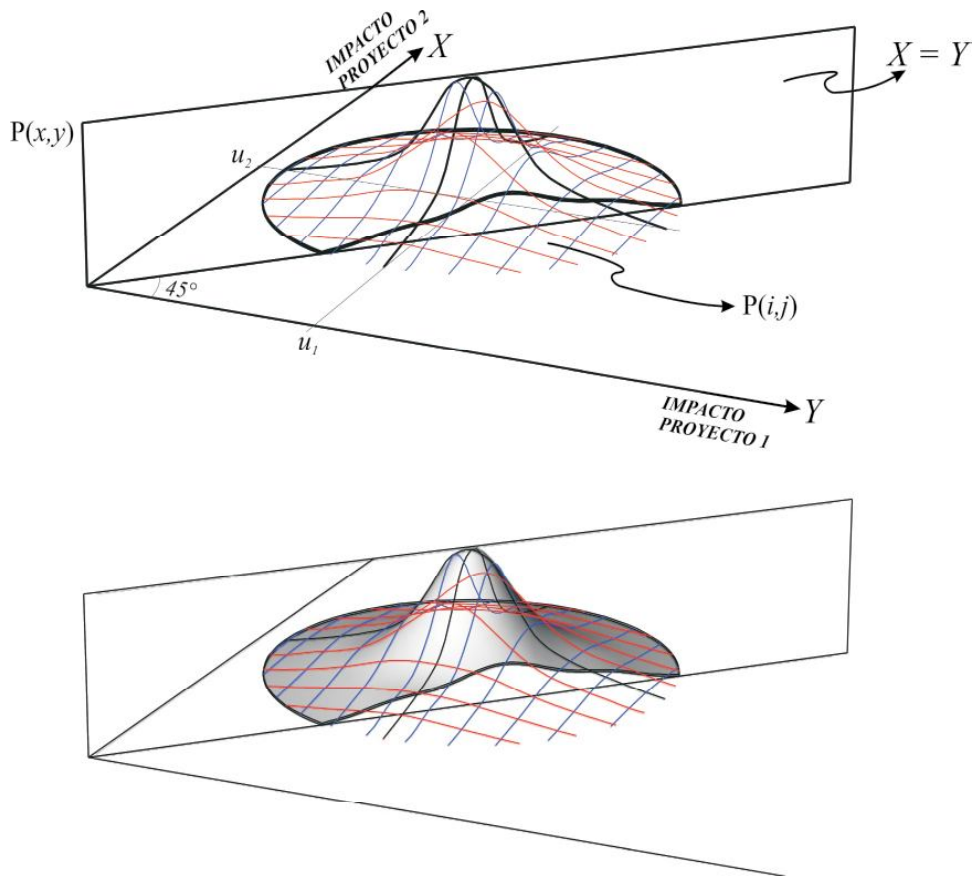 IMPACTO
PROYECTO 2
X
X = Y
P(x,y)
u₂
45°
P(i,j)
u₁
Y
IMPACTO
PROYECTO 1